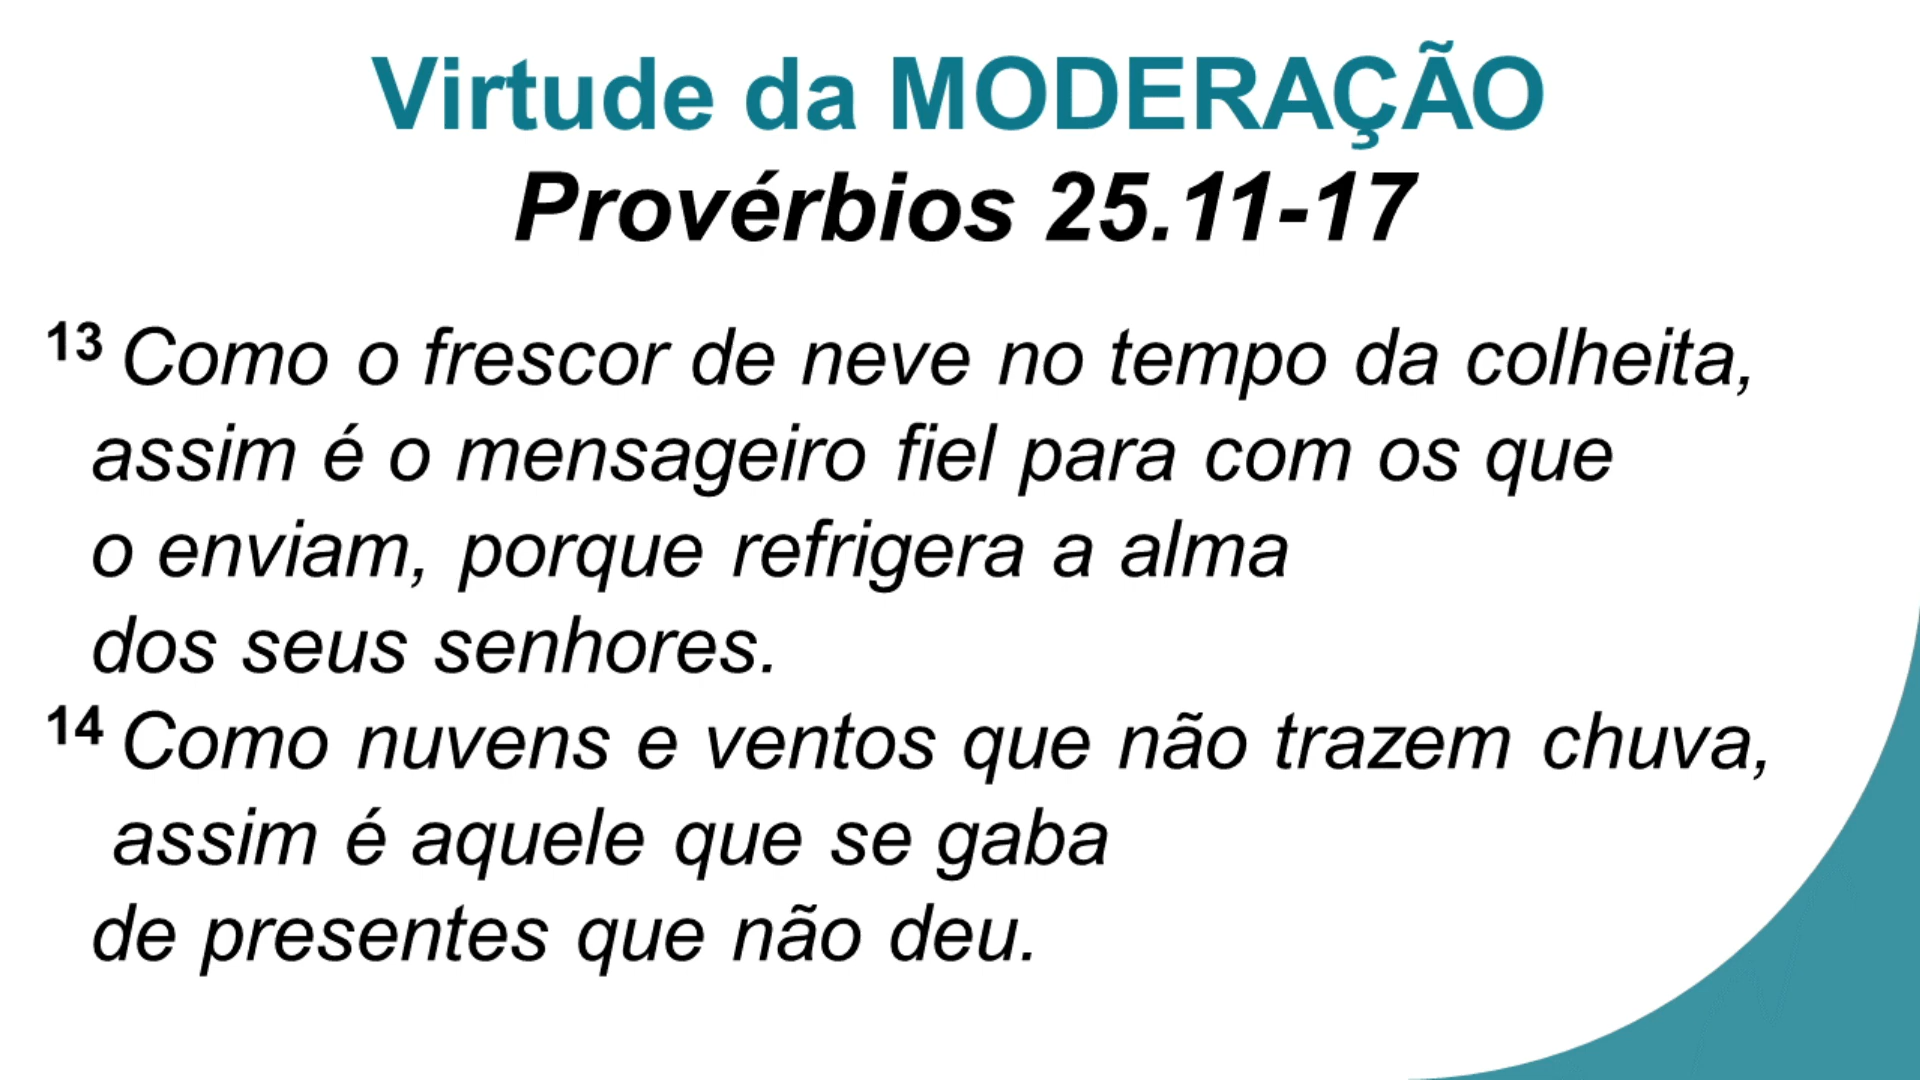 Virtude da MODERAÇÃO
Provérbios 25.11-17
13 Como o frescor de neve no tempo da colheita,
assim é o mensageiro fiel para com os que
o enviam, porque refrigera a alma
dos seus senhores.
14 Como nuvens e ventos que não trazem chuva,
assim é aquele que se gaba
de presentes que não deu.